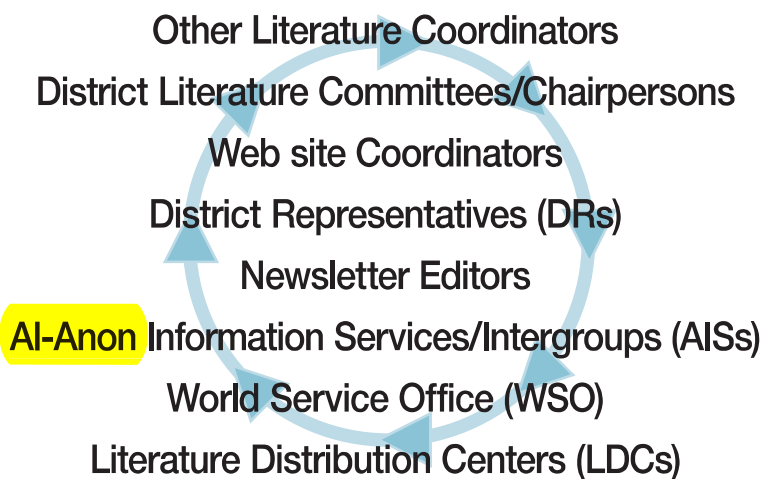 Other Literature Coordinators
District Literature Committees/Chairpersons
Web site Coordinators
District Representatives (DRs)
Newsletter Editors
Al-Anon Information Services/Intergroups (AISs)
World Service Office (WSO)
Literature Distribution Centers (LDCs)